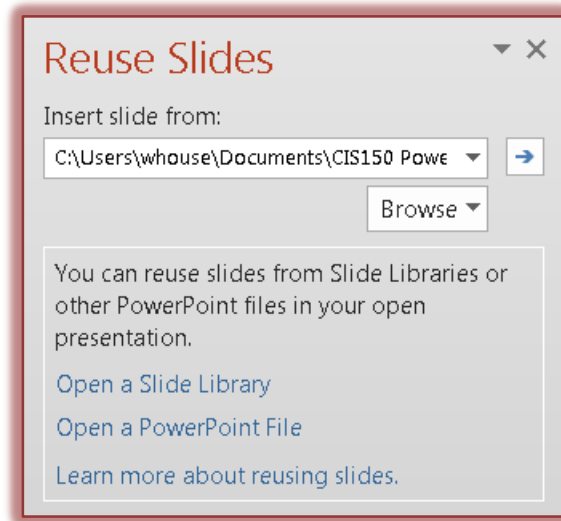 Reuse Slides
Insert slide from:
C:\Users\whouse\Documents\CIS150 Powe
Browse
You can reuse slides from Slide Libraries or
other PowerPoint files in your open
presentation.
Open a Slide Library
Open a PowerPoint File
Learn more about reusing slides.